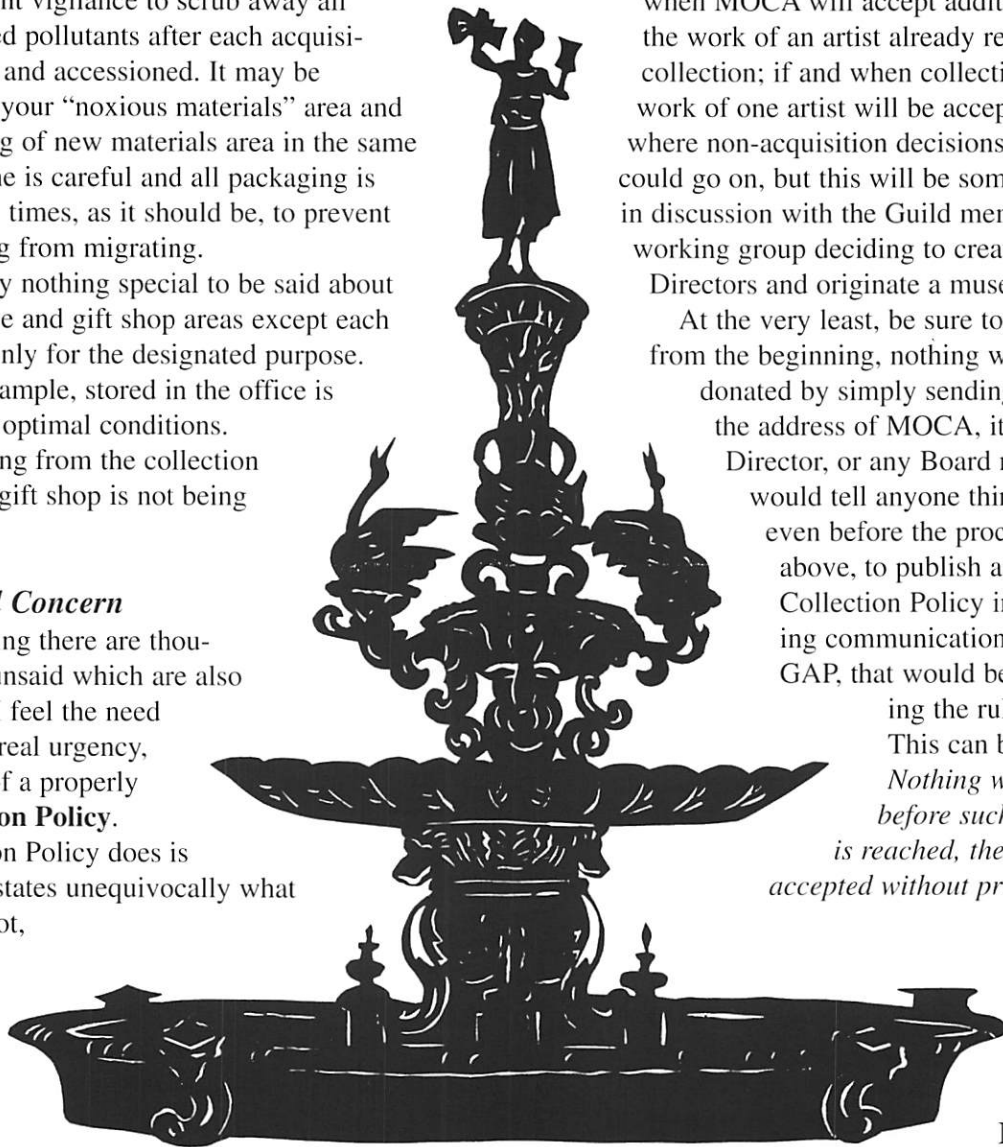 nt vigilance to scrub away all
ed pollutants after each acquisi-
and accessioned. It may be
your “noxious materials” area and
g of new materials area in the same
ne is careful and all packaging is
times, as it should be, to prevent
g from migrating.
y nothing special to be said about
e and gift shop areas except each
nly for the designated purpose.
ample, stored in the office is
optimal conditions.
ng from the collection
gift shop is not being
Concern
ing there are thou-
unsaid which are also
I feel the need
real urgency,
of a properly
on Policy.
on Policy does is
states unequivocally what
ot,
when MOCA will accept addit
the work of an artist already re
collection; if and when collecti
work of one artist will be accep
where non-acquisition decisions
could go on, but this will be som
in discussion with the Guild mem
working group deciding to crea
Directors and originate a muse
At the very least, be sure to
from the beginning, nothing w
donated by simply sending
the address of MOCA, it
Director, or any Board m
would tell anyone thin
even before the proc
above, to publish a
Collection Policy in
ing communication
GAP, that would be
ing the ru
This can b
Nothing w
before such
is reached, the
accepted without pr